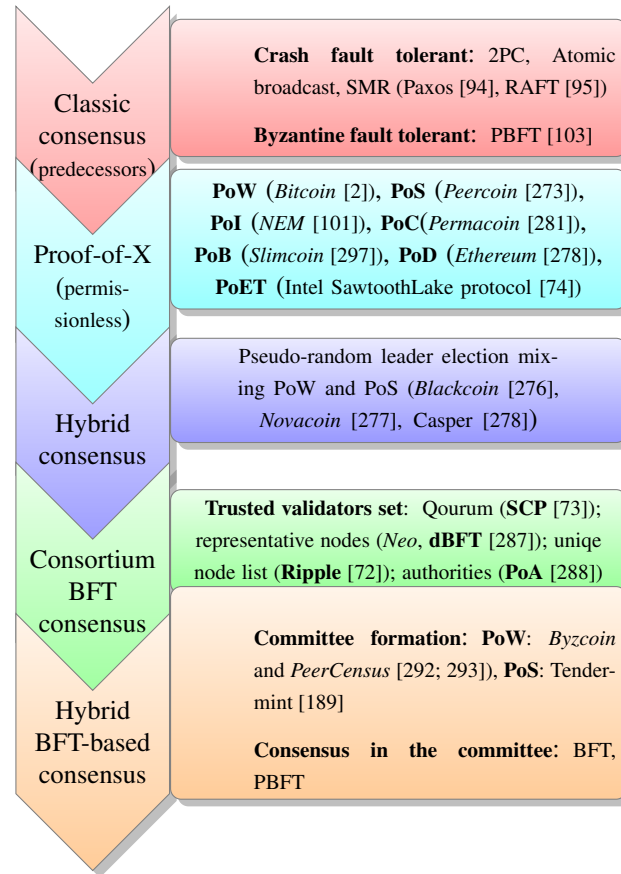 Classic
consensus
(predecessors)
Crash fault tolerant: 2PC, Atomic
broadcast, SMR (Paxos [94], RAFT [95])
Byzantine fault tolerant: PBFT [103]
Proof-of-X
(permis-
sionless)
PoW (Bitcoin [2]), PoS (Peercoin [273]),
PoI (NEM [101]), PoC(Permacoin [281]),
PoB (Slimcoin [297]), PoD (Ethereum [278]),
PoET (Intel SawtoothLake protocol [74])
Hybrid
consensus
Pseudo-random leader election mix-
ing PoW and PoS (Blackcoin [276],
Novacoin [277], Casper [278])
Consortium
BFT
consensus
Trusted validators set: Qourum (SCP [73]);
representative nodes (Neo, dBFT [287]); uniqe
node list (Ripple [72]); authorities (PoA [288])
Hybrid
BFT-based
consensus
Committee formation: PoW: Byzcoin
and PeerCensus [292; 293]), PoS: Tender-
mint [189]
Consensus in the committee: BFT,
PBFT